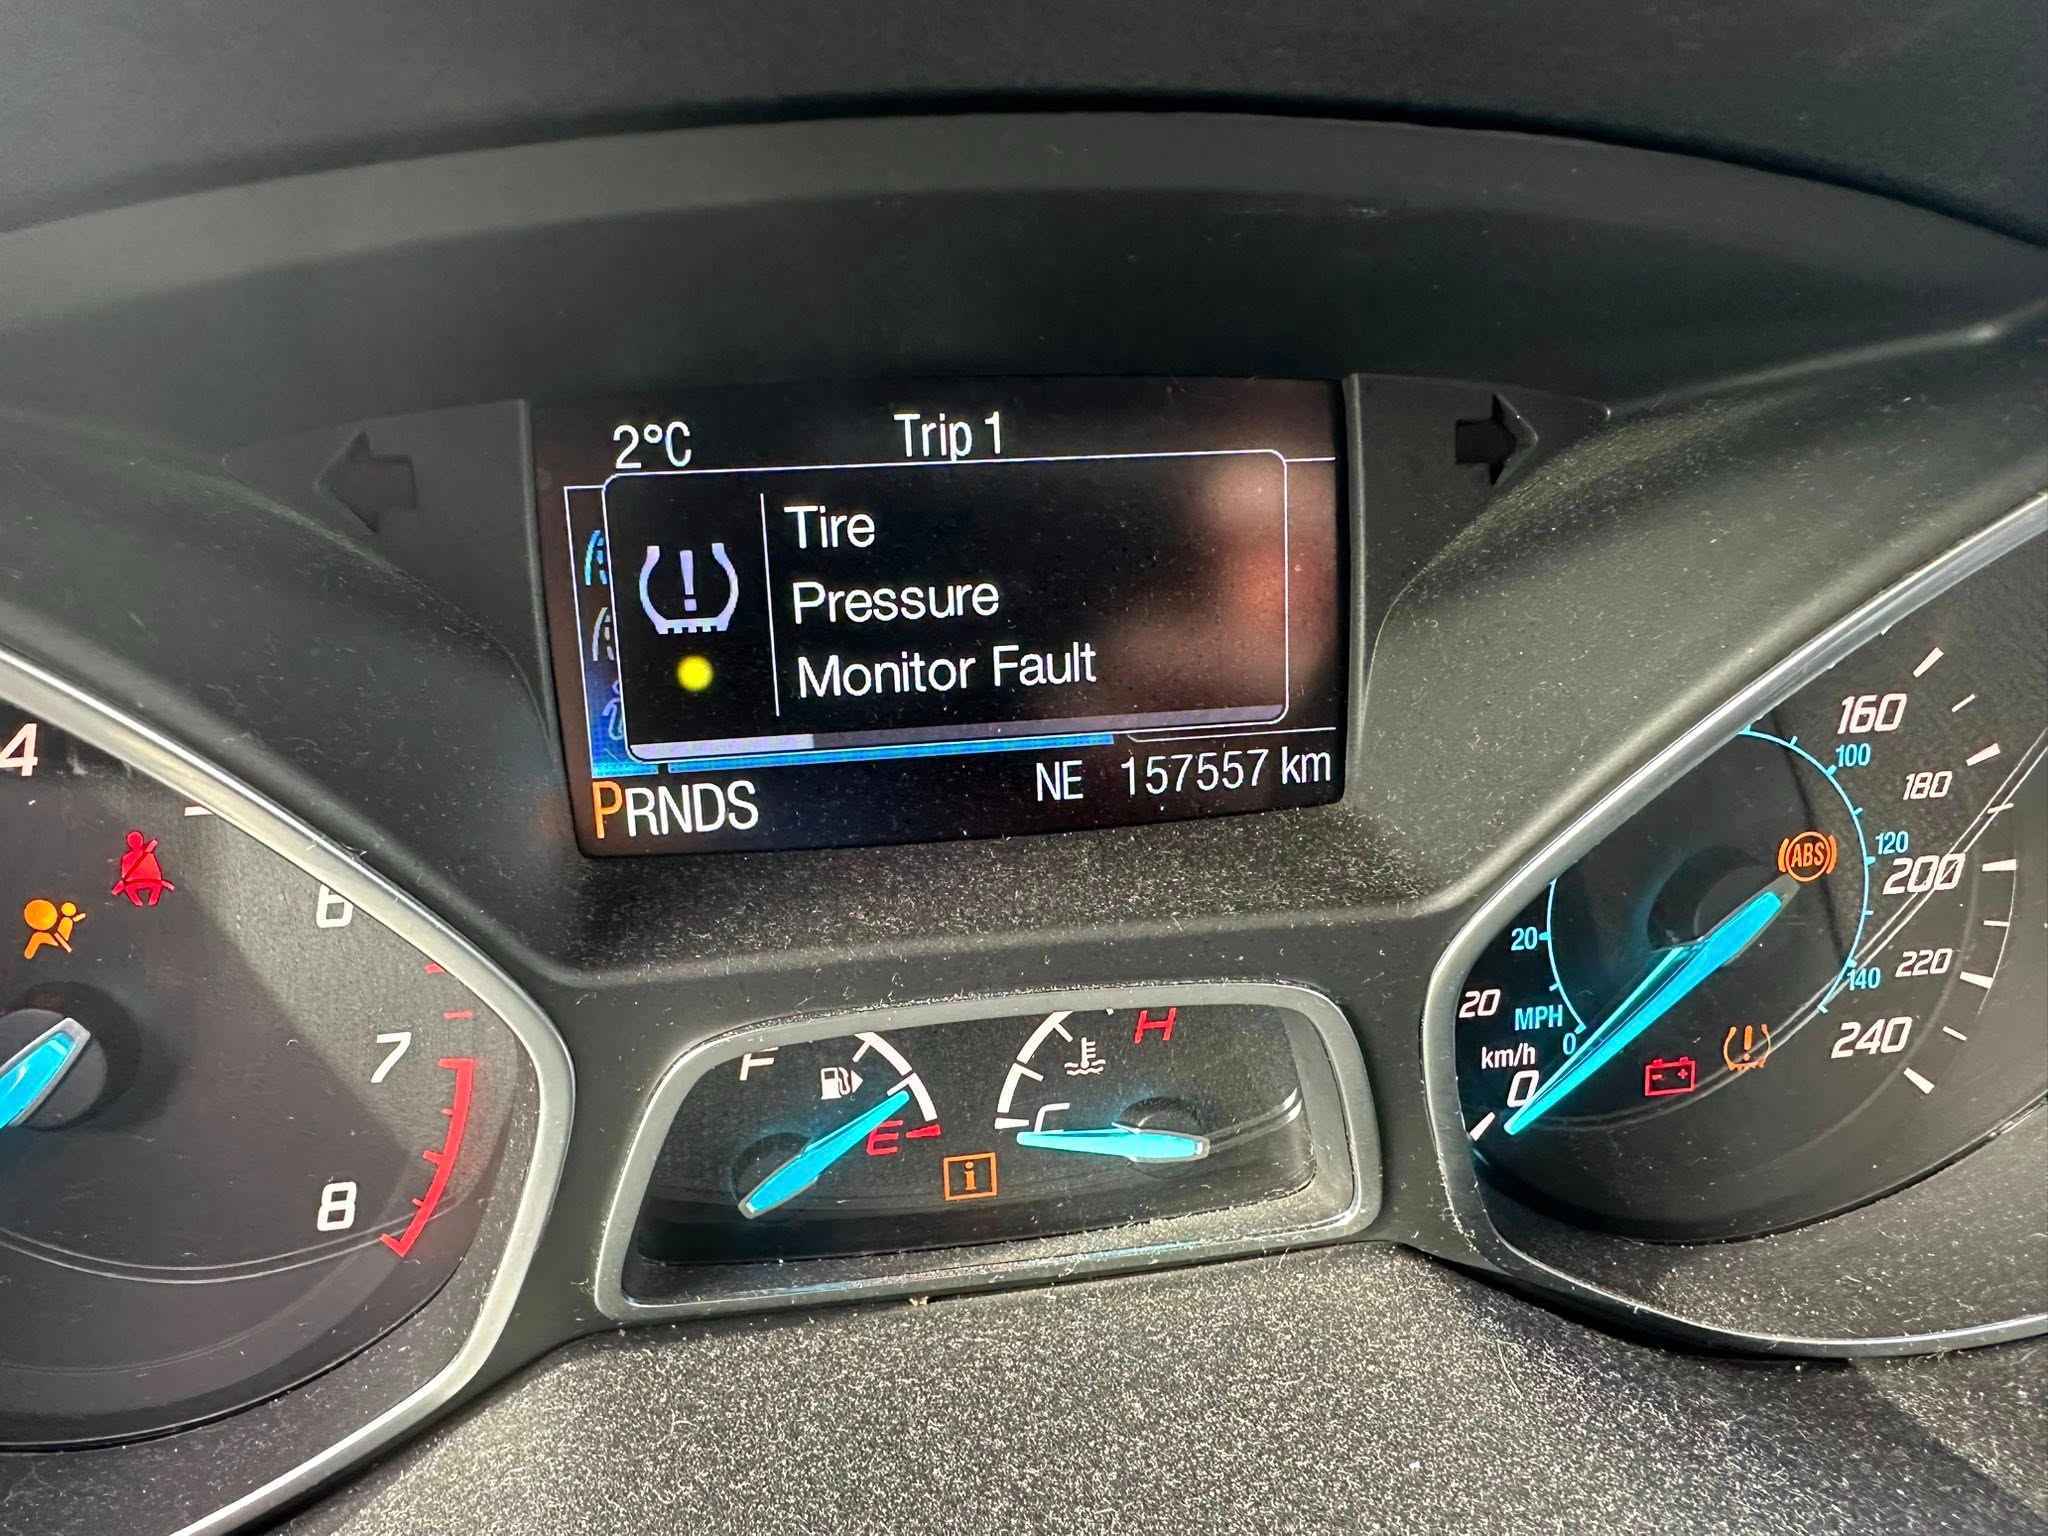 2°C Trip 1
Tire
Pressure
Monitor Fault
PRNDS NE 157557 km
4
6
7
8
F
E
H
C
i
ABS
160
180
200
220
240
100
120
140
20
20
MPH
km/h
0
0